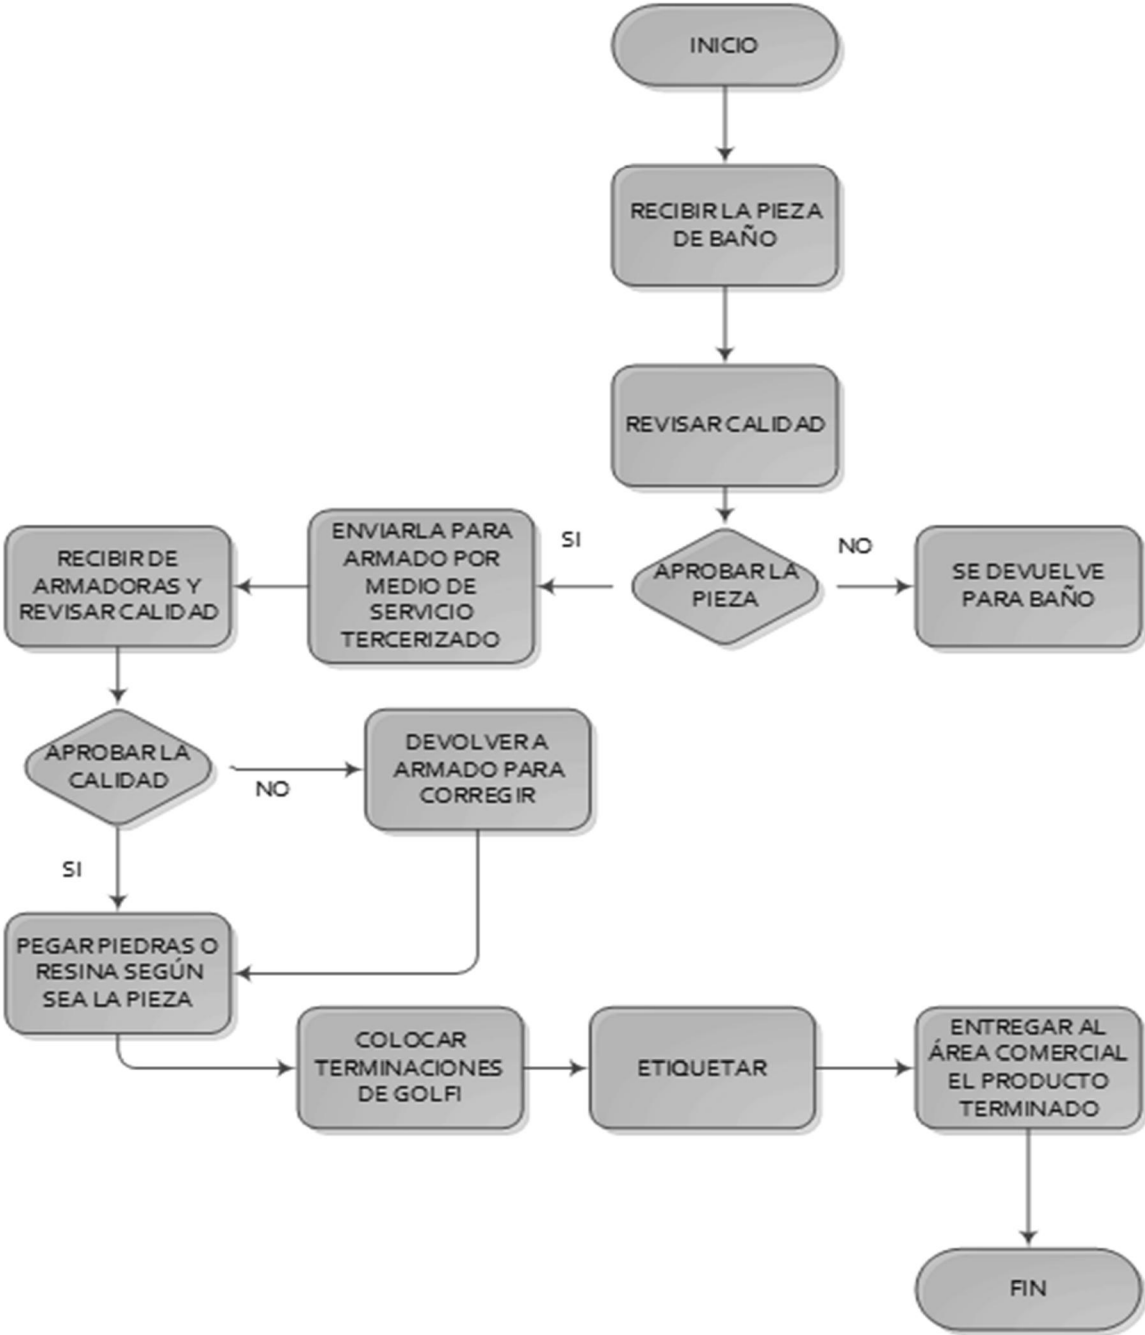 INICIO
RECIBIR LA PIEZA
DE BAÑO
REVISAR CALIDAD
APROBAR LA
PIEZA
NO
SE DEVUELVE
PARA BAÑO
SI
ENVIARLA PARA
ARMADO POR
MEDIO DE
SERVICIO
TERCERIZADO
RECIBIR DE
ARMADORAS Y
REVISAR CALIDAD
APROBAR LA
CALIDAD
NO
DEVOLVER A
ARMADO PARA
CORREGIR
SI
PEGAR PIEDRAS O
RESINA SEGÚN
SEA LA PIEZA
COLOCAR
TERMINACIONES
DE GOLFI
ETIQUETAR
ENTREGAR AL
ÁREA COMERCIAL
EL PRODUCTO
TERMINADO
FIN